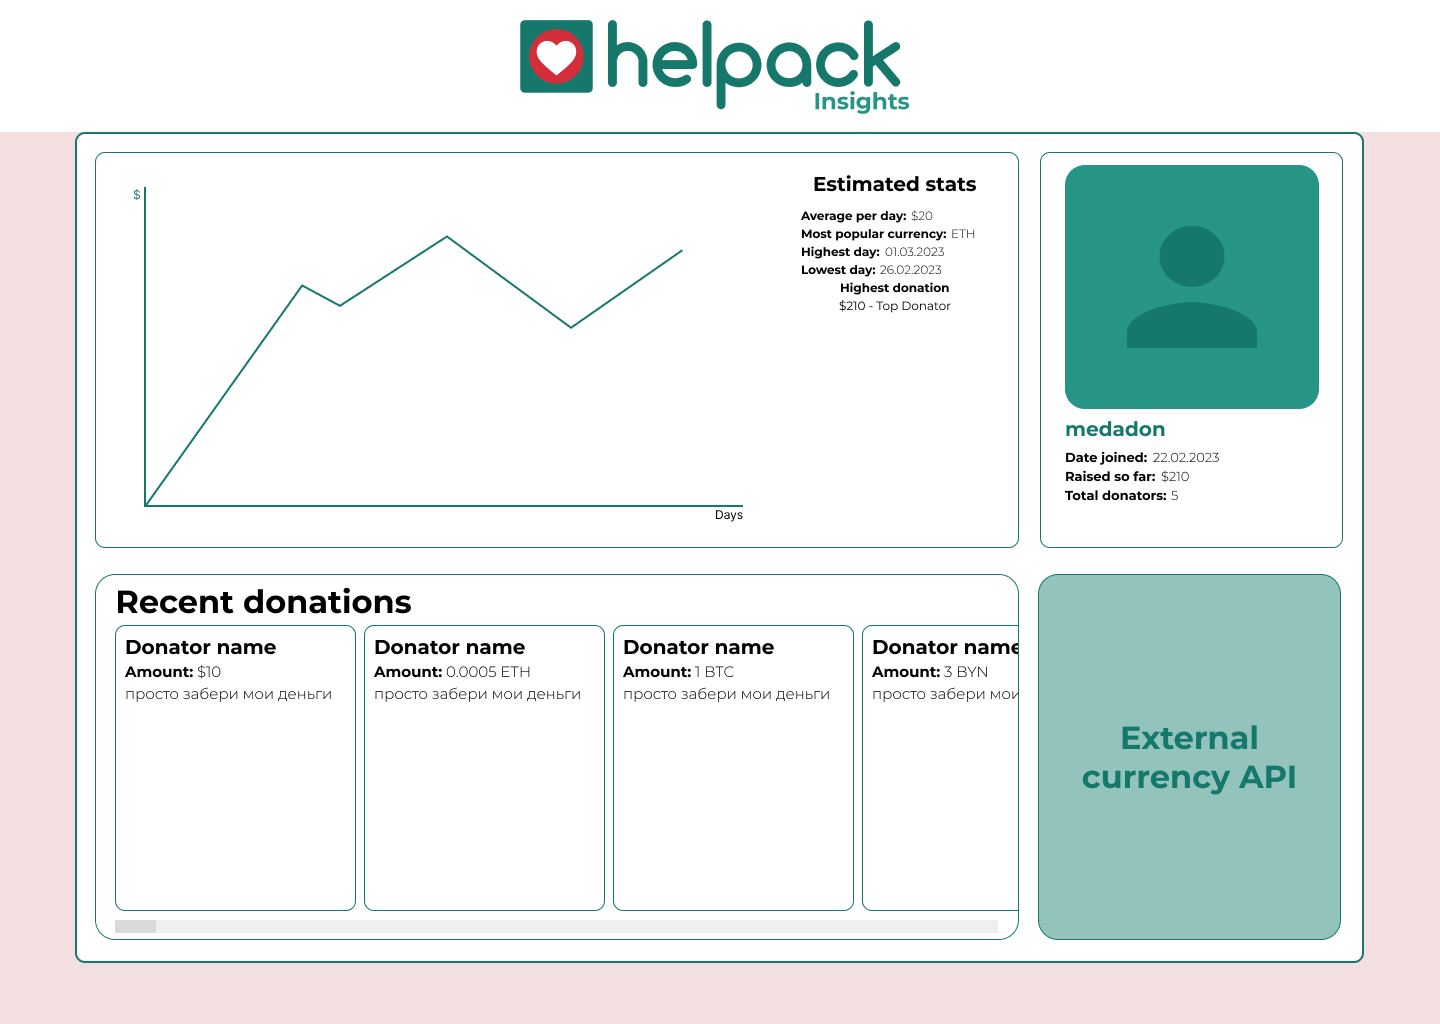 helpack
Insights
$
Days
Estimated stats
Average per day: $20
Most popular currency: ETH
Highest day: 01.03.2023
Lowest day: 26.02.2023
Highest donation
$210 - Top Donator
medadon
Date joined: 22.02.2023
Raised so far: $210
Total donators: 5
Recent donations
Donator name
Amount: $10
просто забери мои деньги
Donator name
Amount: 0.0005 ETH
просто забери мои деньги
Donator name
Amount: 1 BTC
просто забери мои деньги
Donator name
Amount: 3 BYN
просто забери мои
External
currency API